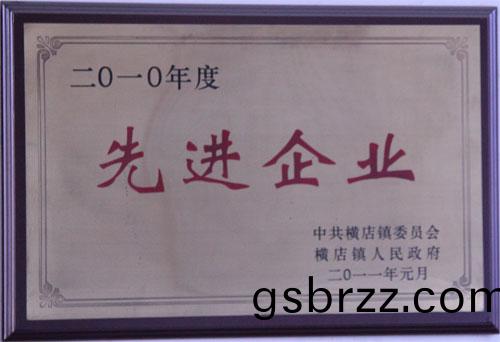 二0一0年度
先进企业
中共横店镇委员会
横店镇人民政府
二0一一年元月
gsbrzz.com